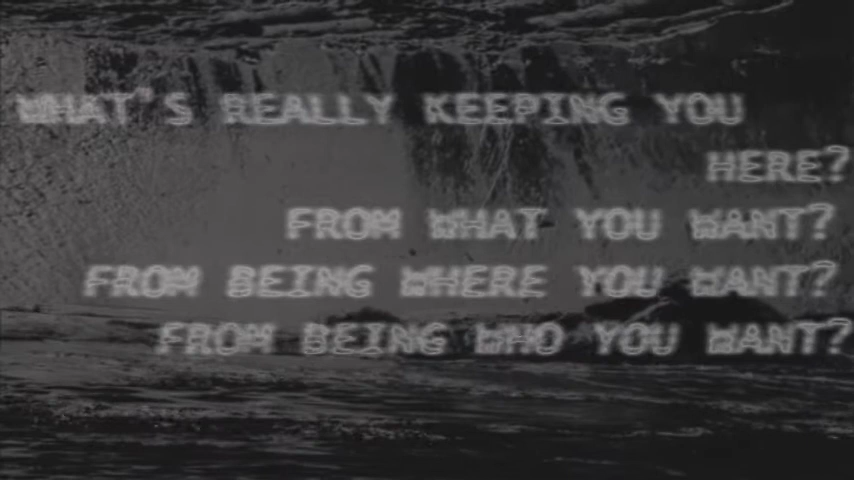 WHAT'S REALLY KEEPING YOU
HERE?
FROM WHAT YOU WANT?
FROM BEING WHERE YOU WANT?
FROM BEING WHO YOU WANT?